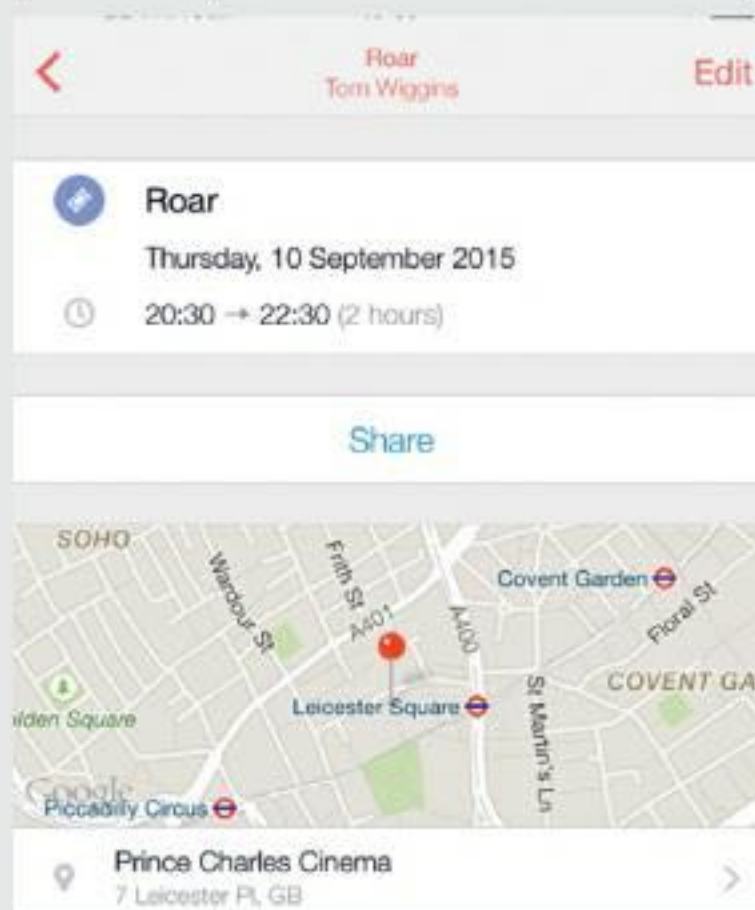 Roar
Tom Wiggins
Edit
Roar
Thursday, 10 September 2015
20:30 → 22:30 (2 hours)
Share
SOHO
Wardour St
Frith St
A401
A400
Covent Garden
Floral St
COVENT GA
Leicester Square
St Martin's Ln
lden Square
Google
Piccadilly Circus
Prince Charles Cinema
7 Leicester Pl, GB